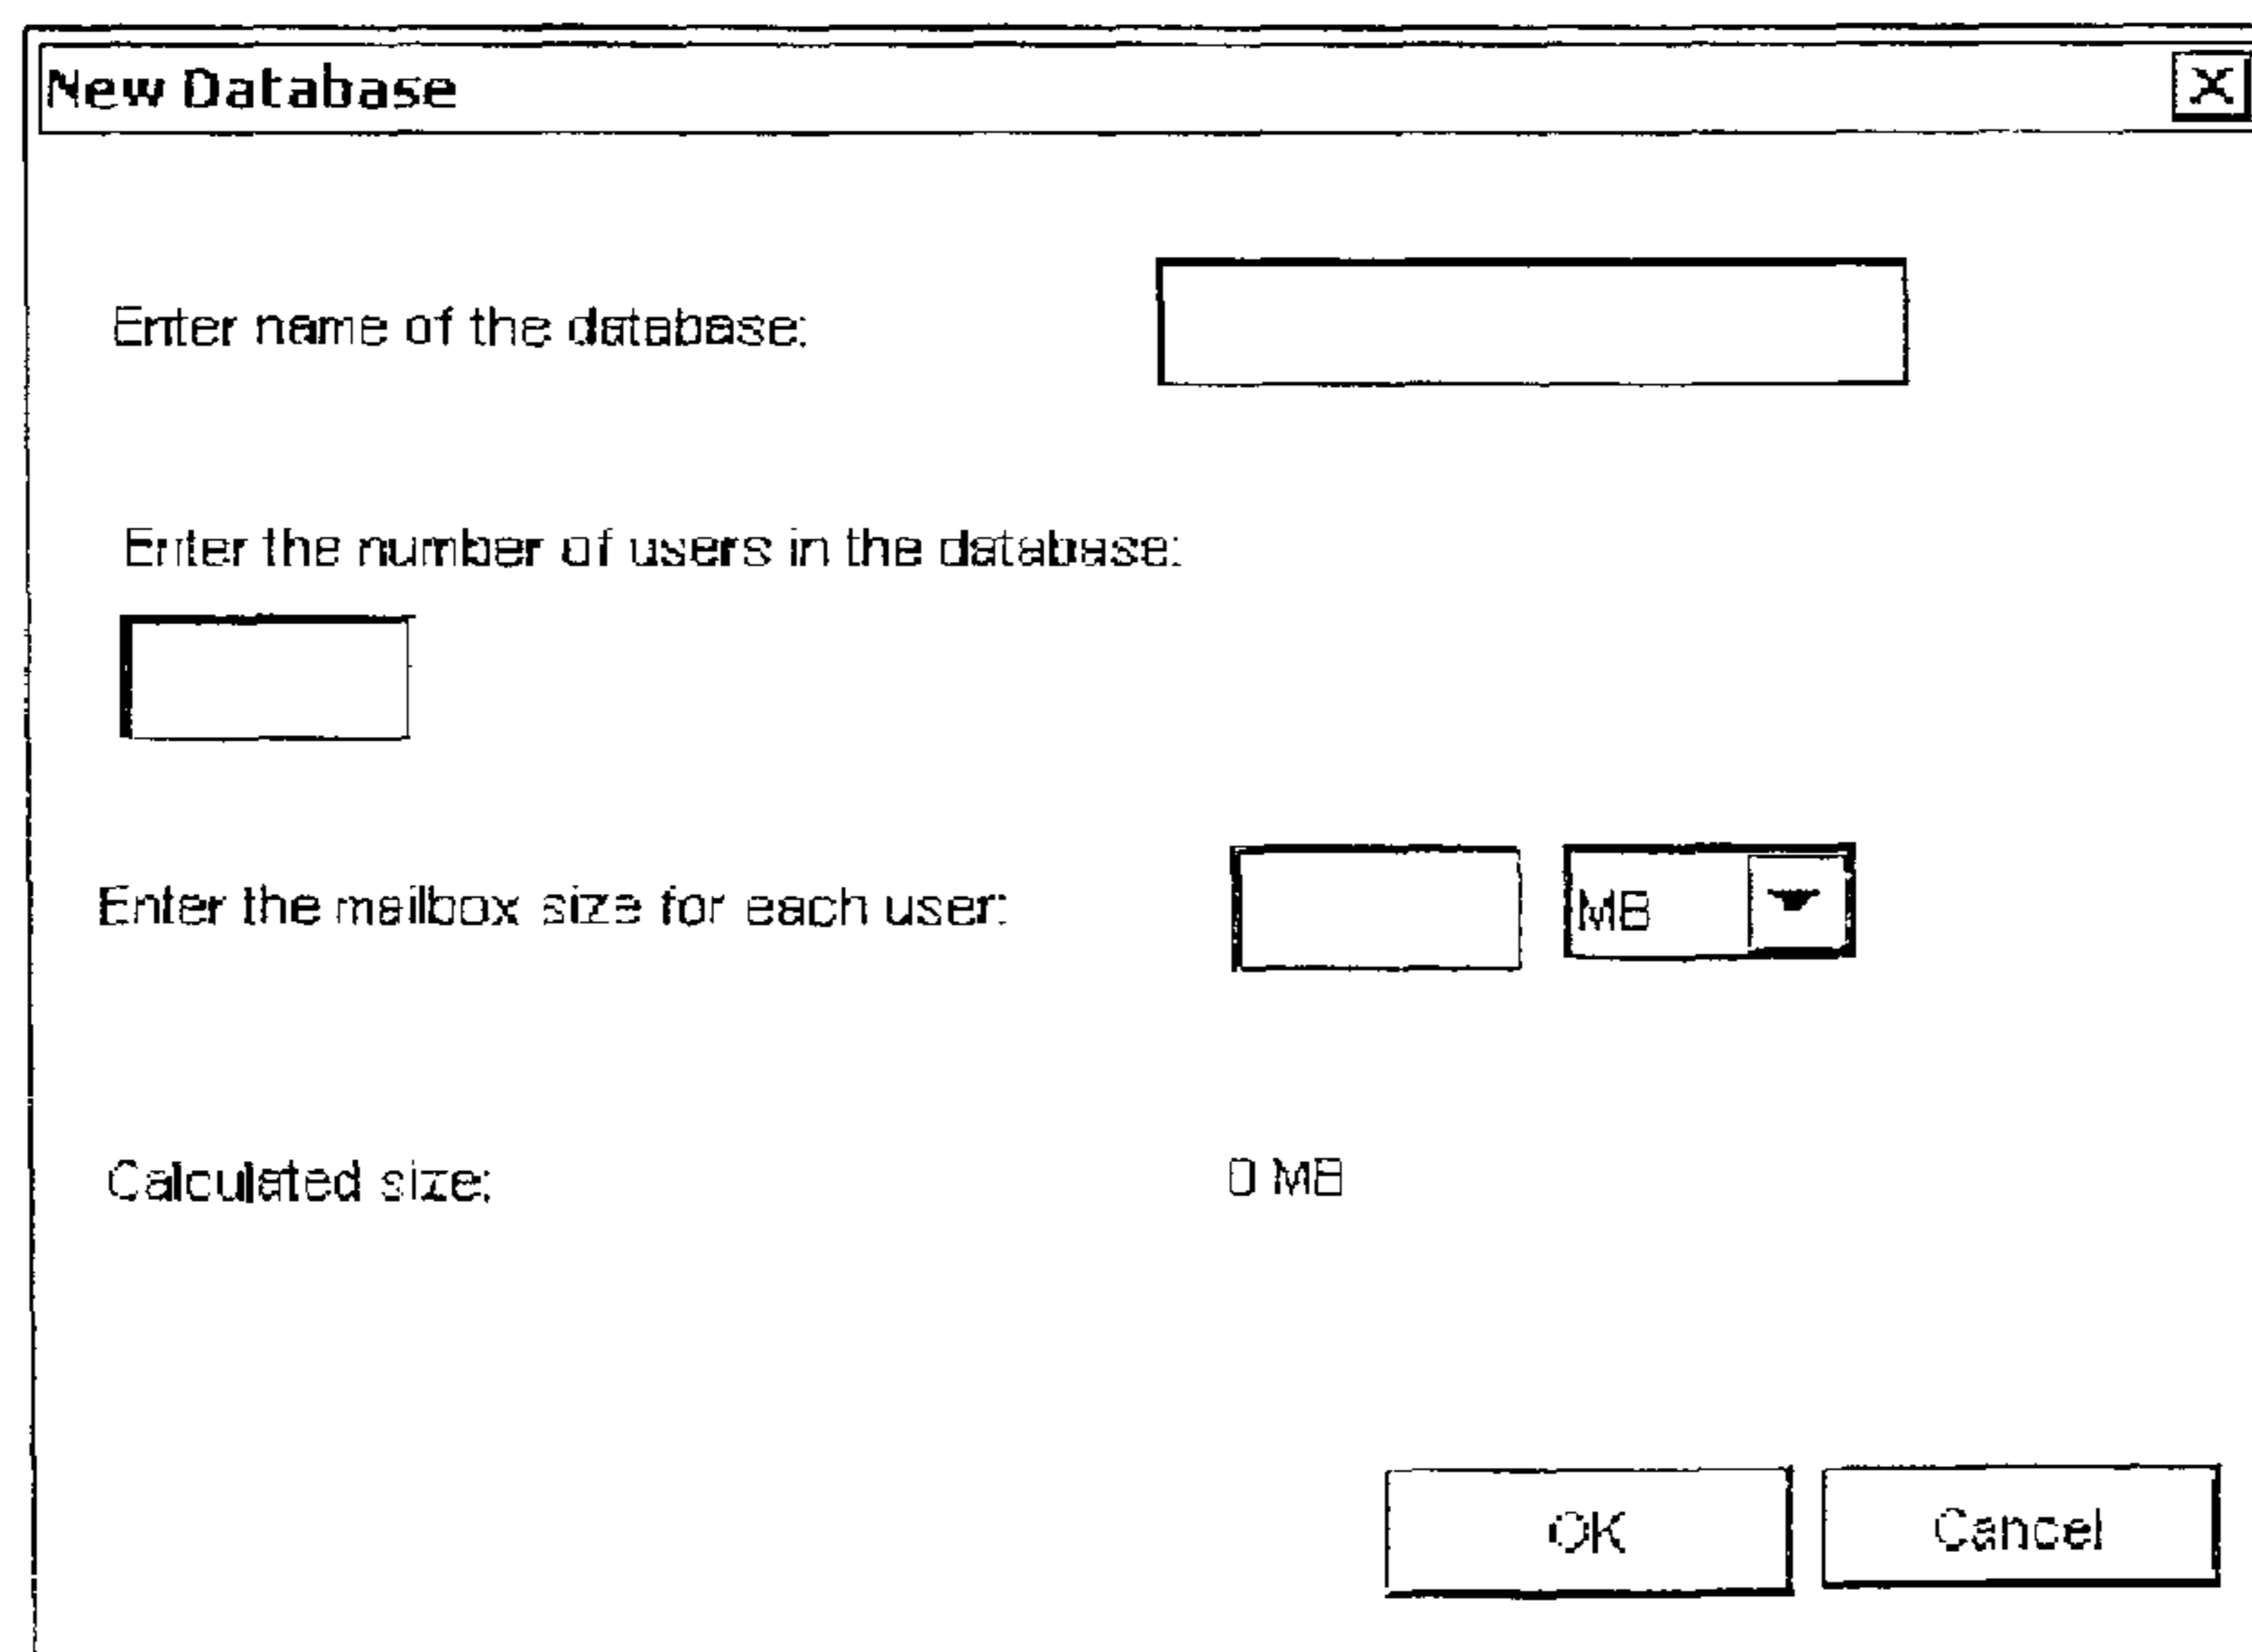 New Database X
Enter name of the database:
Enter the number of users in the database:
Enter the mailbox size for each user: MB
Calculated size: 0 MB
OK Cancel